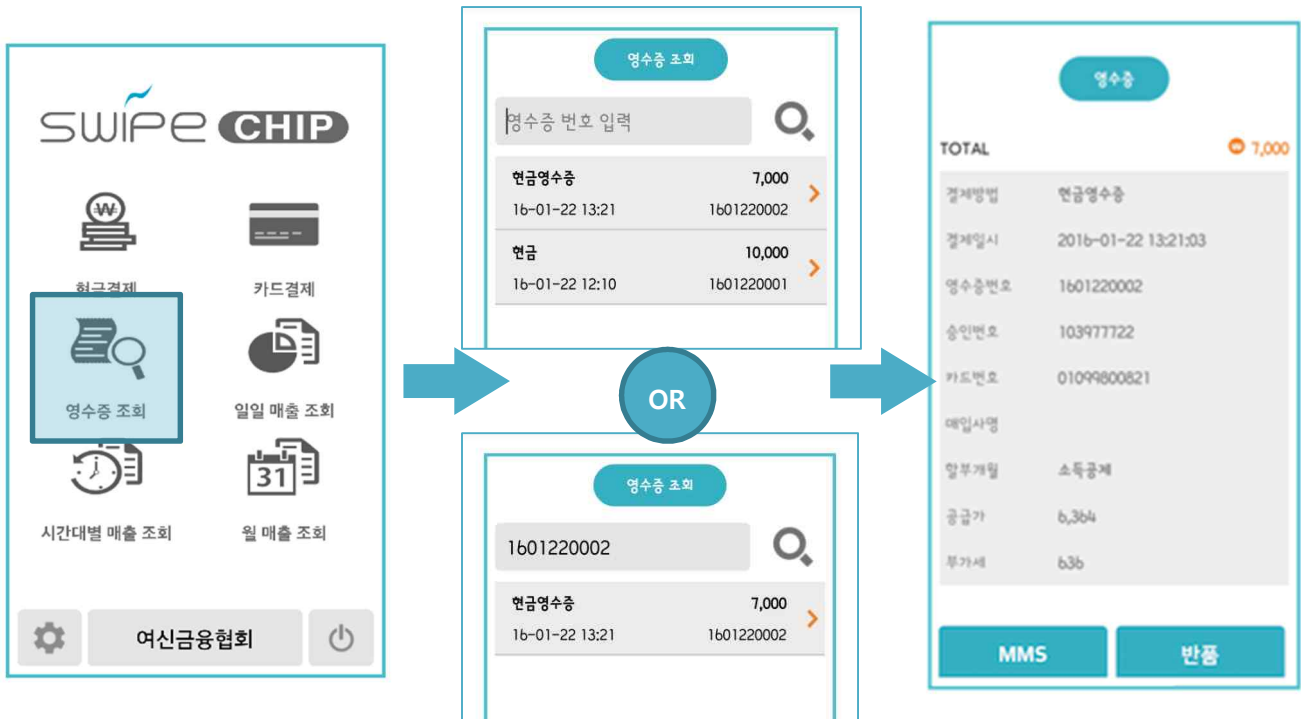 SWIPE CHIP
현금결제 카드결제
영수증 조회 일일 매출 조회
31
시간대별 매출 조회 월 매출 조회
여신금융협회
영수증 조회
영수증 번호 입력
현금영수증 7,000
16-01-22 13:21 1601220002
현금 10,000
16-01-22 12:10 1601220001
OR
영수증 조회
1601220002
현금영수증 7,000
16-01-22 13:21 1601220002
영수증
TOTAL ₩ 7,000
결제방법 현금영수증
결제일시 2016-01-22 13:21:03
영수증번호 1601220002
승인번호 103977722
카드번호 01099800821
매입사명
할부개월 소득공제
공급가 6,364
부가세 636
MMS 반품